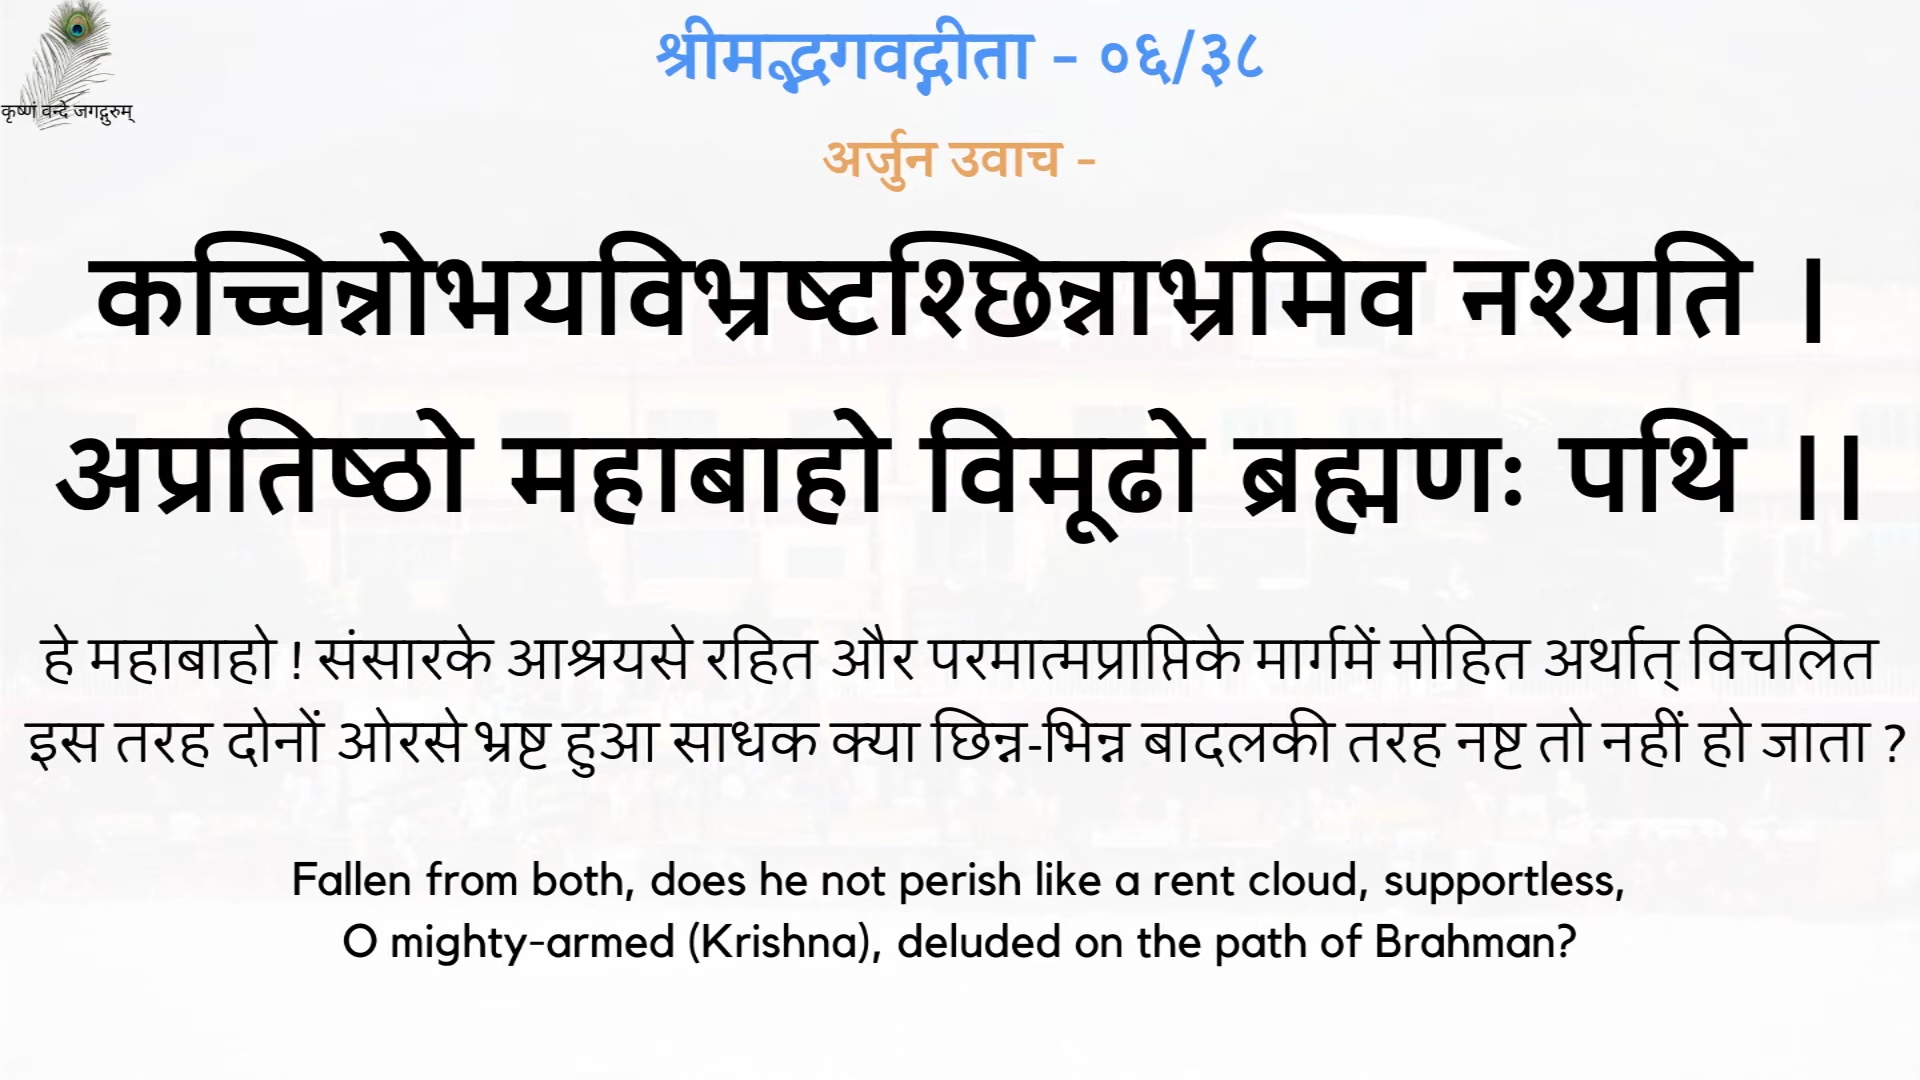 श्रीमद्भगवद्गीता - ०६/३८
कृष्णं वन्दे जगद्गुरुम्
अर्जुन उवाच -
कच्चिन्नोभयविभ्रष्टश्छिन्नाभ्रमिव नश्यति ।
अप्रतिष्ठो महाबाहो विमूढो ब्रह्मणः पथि ।।
हे महाबाहो ! संसारके आश्रयसे रहित और परमात्मप्राप्तिके मार्गमें मोहित अर्थात् विचलित
इस तरह दोनों ओरसे भ्रष्ट हुआ साधक क्या छिन्न-भिन्न बादलकी तरह नष्ट तो नहीं हो जाता ?
Fallen from both, does he not perish like a rent cloud, supportless,
O mighty-armed (Krishna), deluded on the path of Brahman?